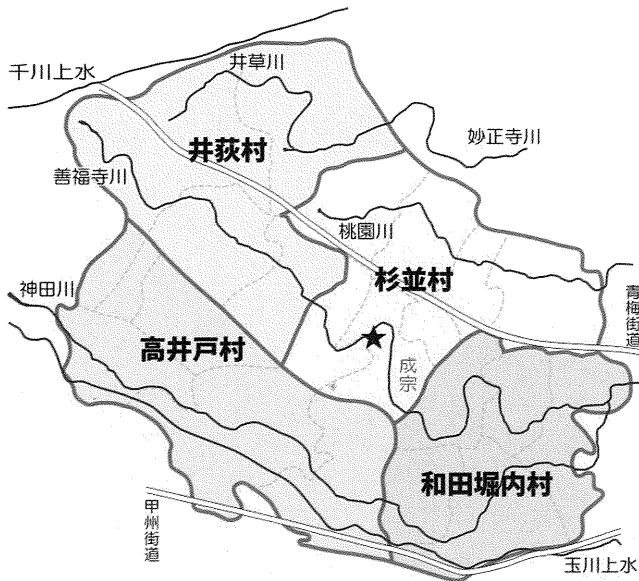 千川上水
井草川
井荻村
妙正寺川
善福寺川
桃園川
杉並村
神田川
青梅街道
高井戸村
成宗
和田堀内村
甲州街道
玉川上水